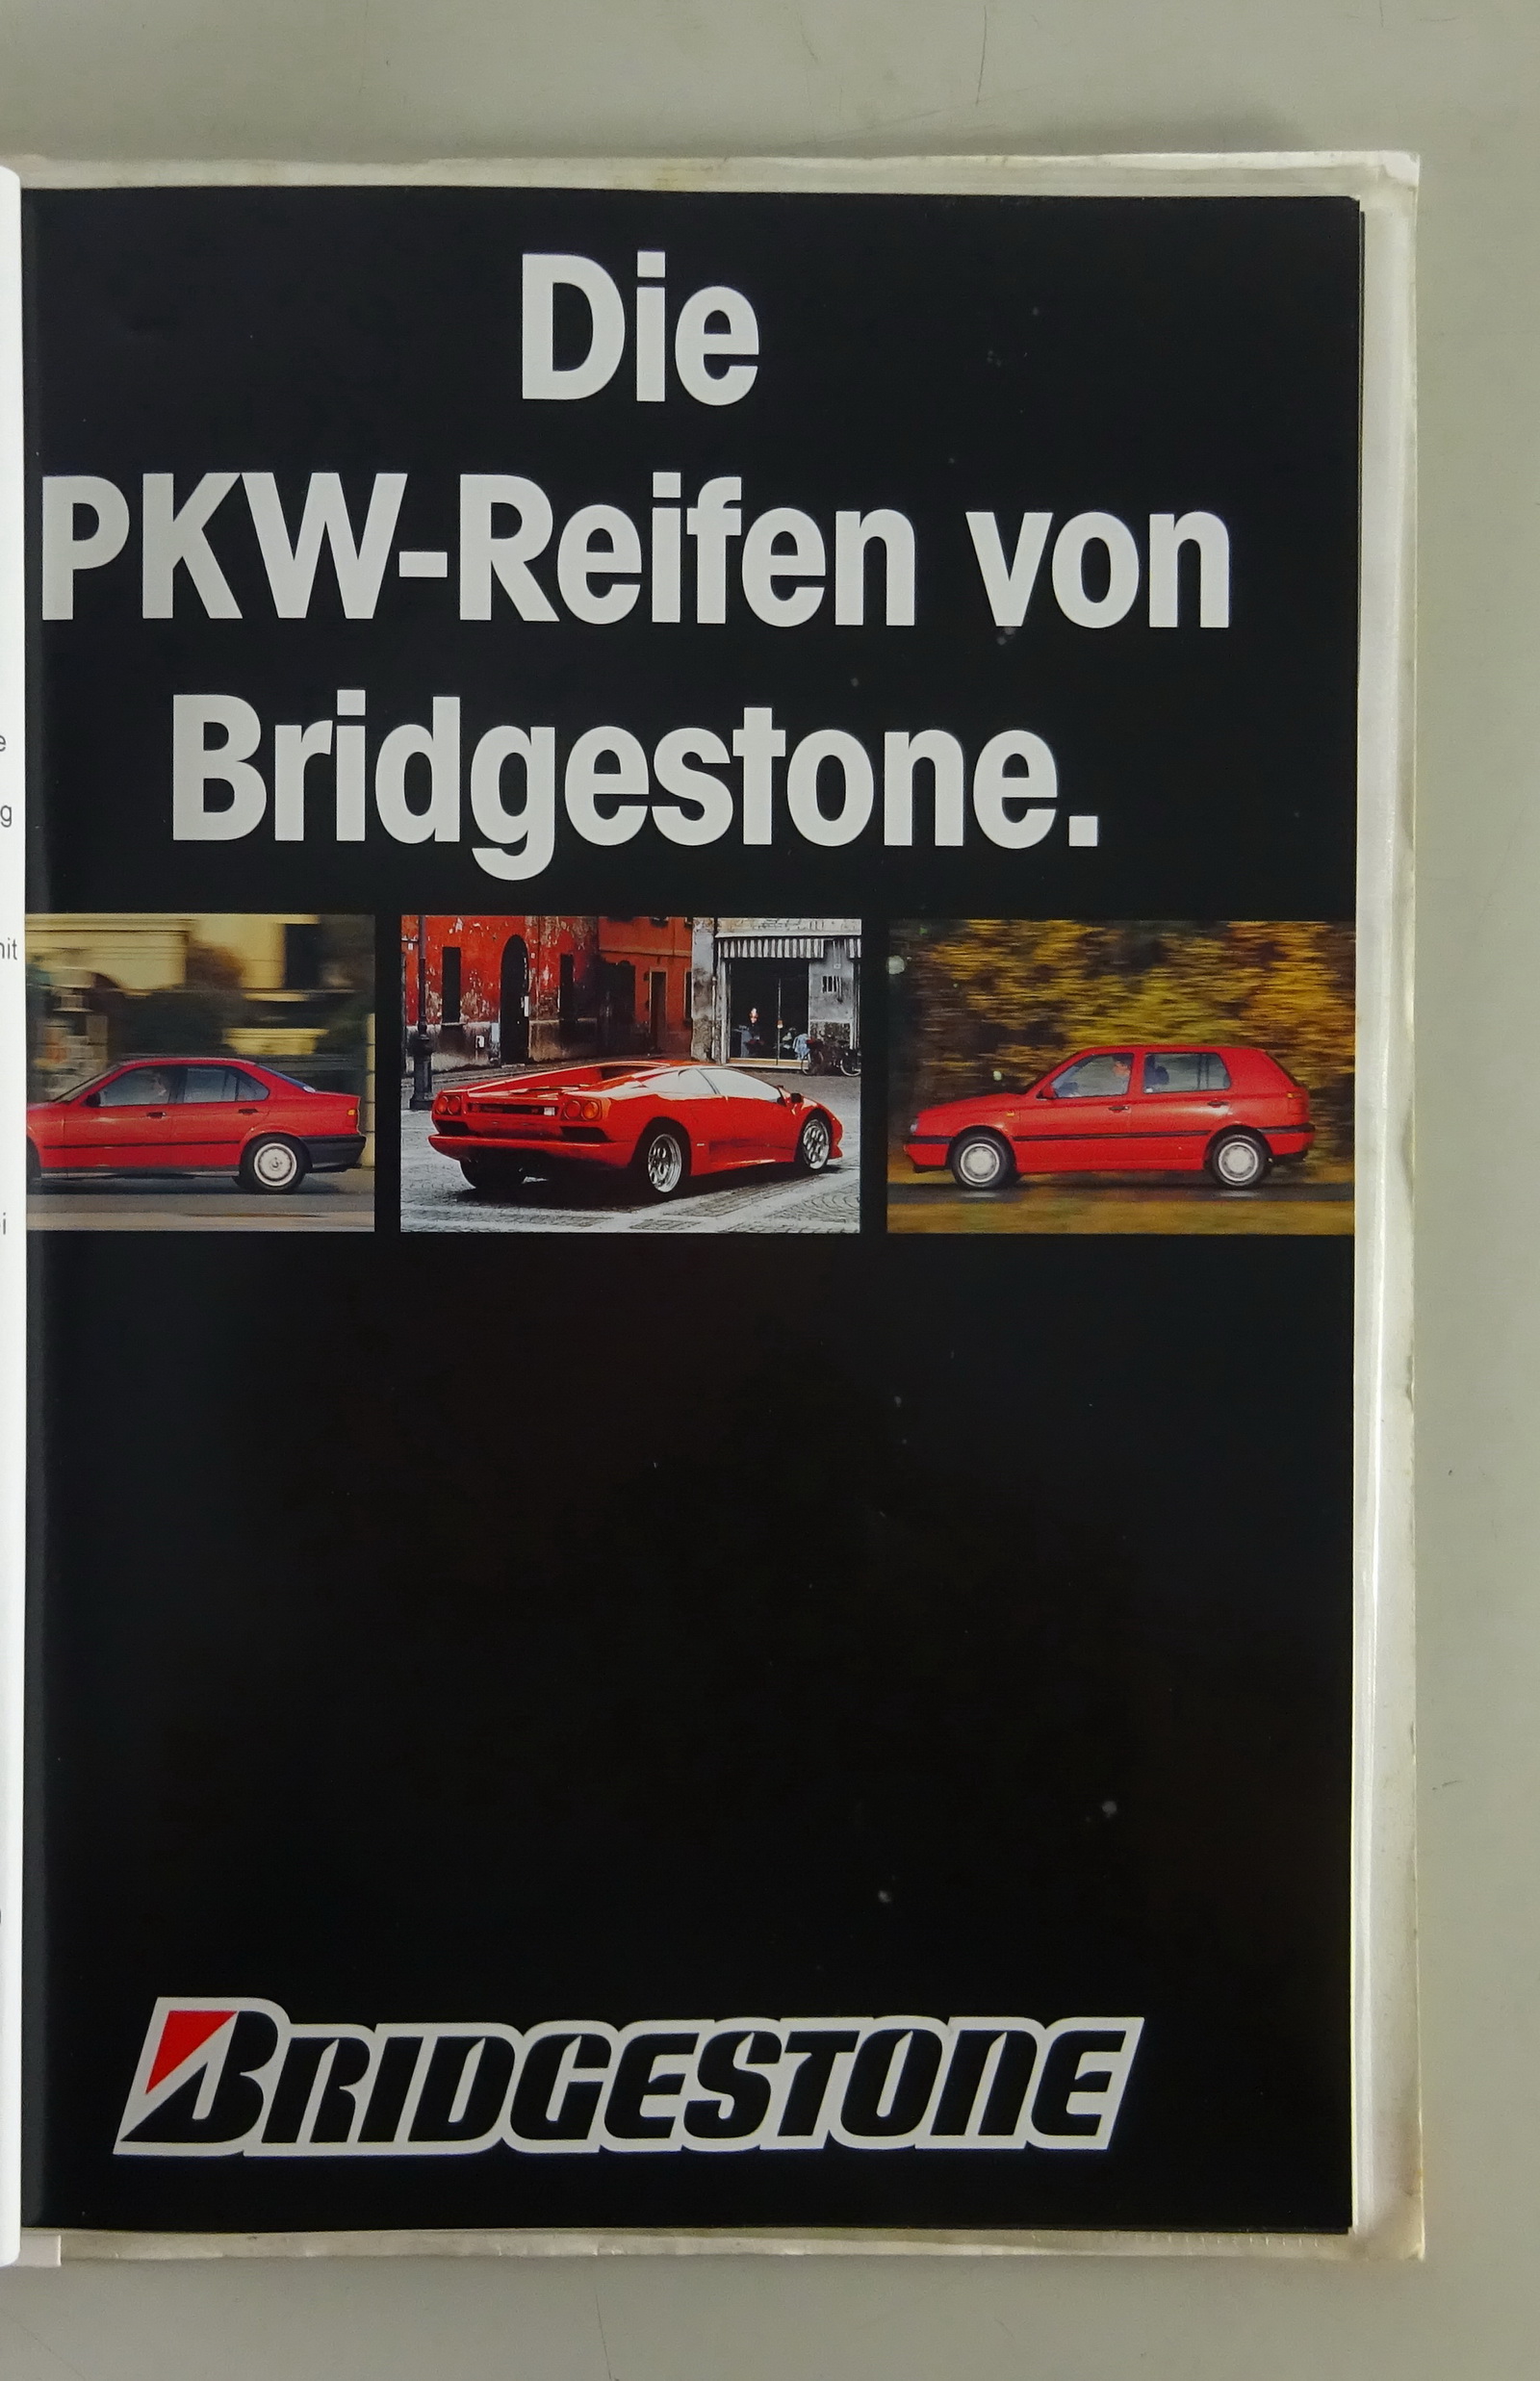 Die
PKW-Reifen von
Bridgestone.
BRIDGESTONE